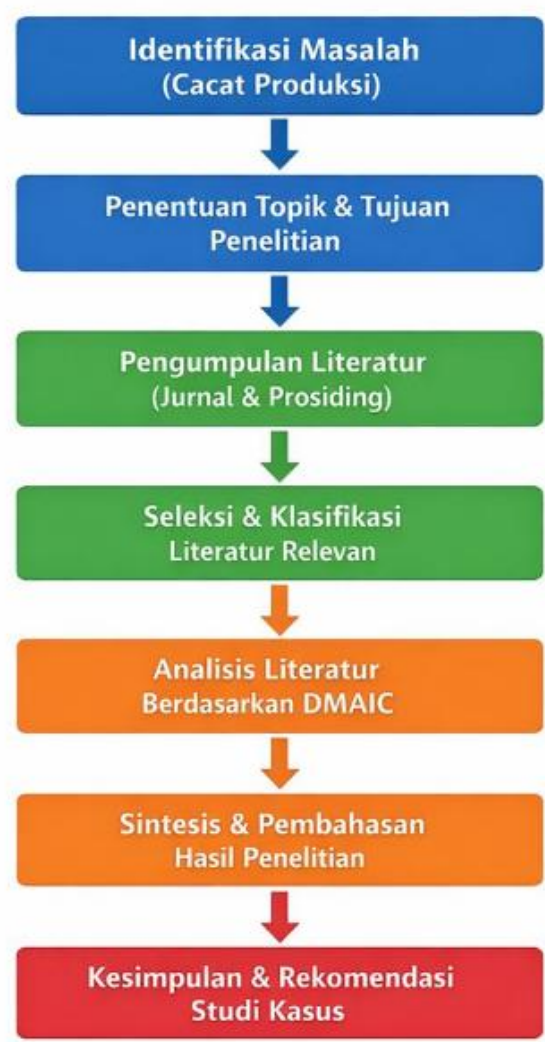 Identifikasi Masalah
(Cacat Produksi)
Penentuan Topik & Tujuan
Penelitian
Pengumpulan Literatur
(Jurnal & Prosiding)
Seleksi & Klasifikasi
Literatur Relevan
Analisis Literatur
Berdasarkan DMAIC
Sintesis & Pembahasan
Hasil Penelitian
Kesimpulan & Rekomendasi
Studi Kasus